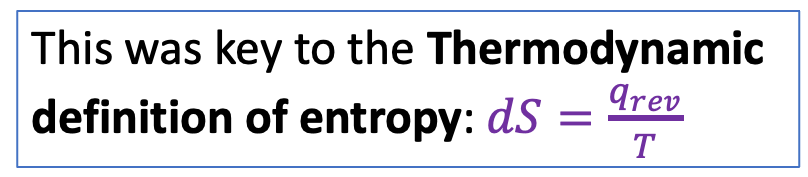 This was key to the Thermodynamic
definition of entropy: dS = q_rev / T